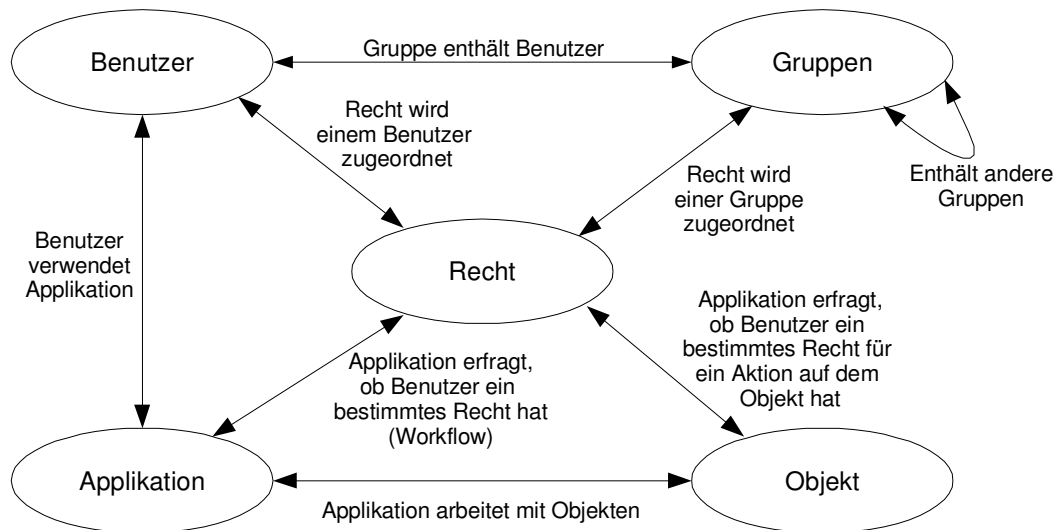 Benutzer
Gruppe enthält Benutzer
Gruppen
Recht wird
einem Benutzer
zugeordnet
Recht wird
einer Gruppe
zugeordnet
Enthält andere
Gruppen
Benutzer
verwendet
Applikation
Recht
Applikation erfragt,
ob Benutzer ein
bestimmtes Recht für
ein Aktion auf dem
Objekt hat
Applikation erfragt,
ob Benutzer ein
bestimmtes Recht hat
(Workflow)
Applikation
Applikation arbeitet mit Objekten
Objekt